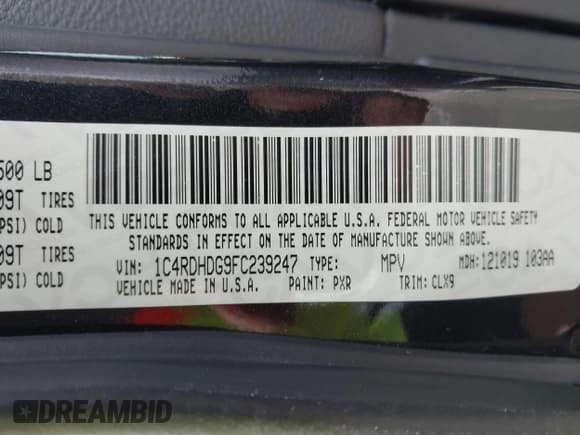 500 LB
09T TIRES
PSI) COLD
09T TIRES
PSI) COLD
THIS VEHICLE CONFORMS TO ALL APPLICABLE U.S.A. FEDERAL MOTOR VEHICLE SAFETY
STANDARDS IN EFFECT ON THE DATE OF MANUFACTURE SHOWN ABOVE.
VIN: 1C4RDHDG9FC239247 TYPE: MPV MDH:121019 103AA
VEHICLE MADE IN U.S.A. PAINT: PXR TRIM: CLX9
DREAMBID